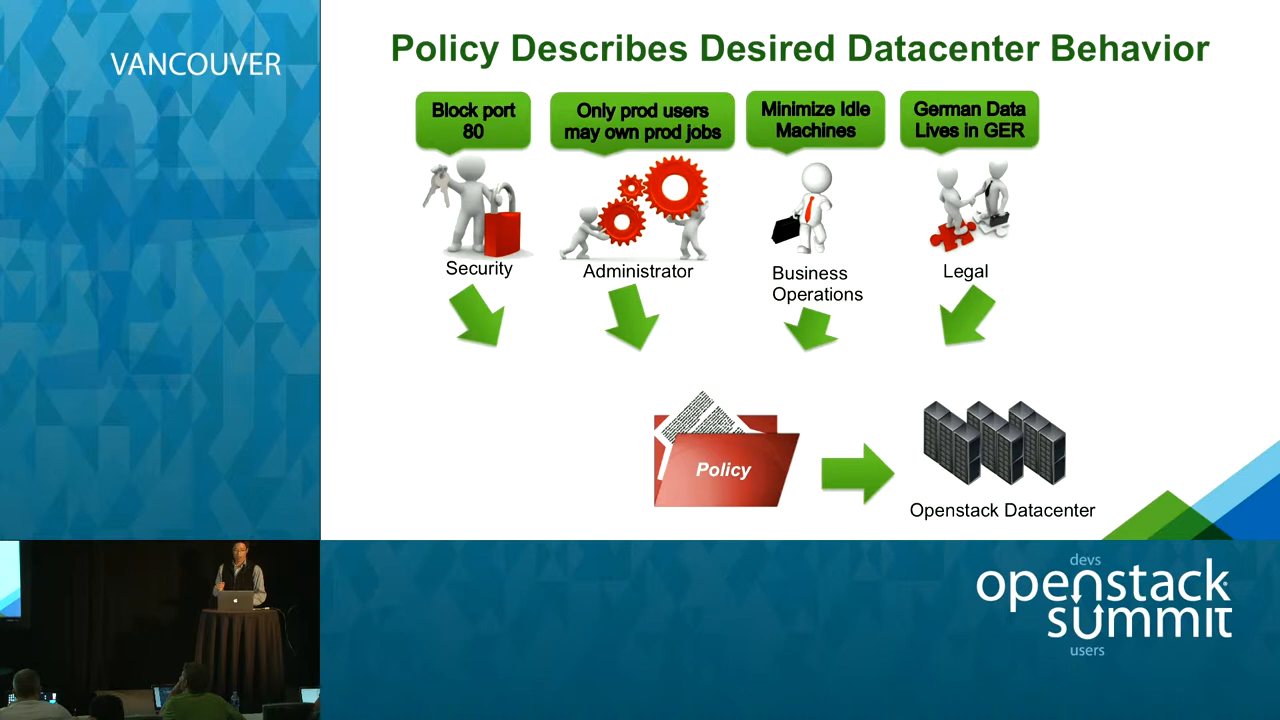 VANCOUVER
Policy Describes Desired Datacenter Behavior
Block port
80
Only prod users
may own prod jobs
Minimize Idle
Machines
German Data
Lives in GER
Security
Administrator
Business
Operations
Legal
Policy
Openstack Datacenter
devs
openstack
summit
users